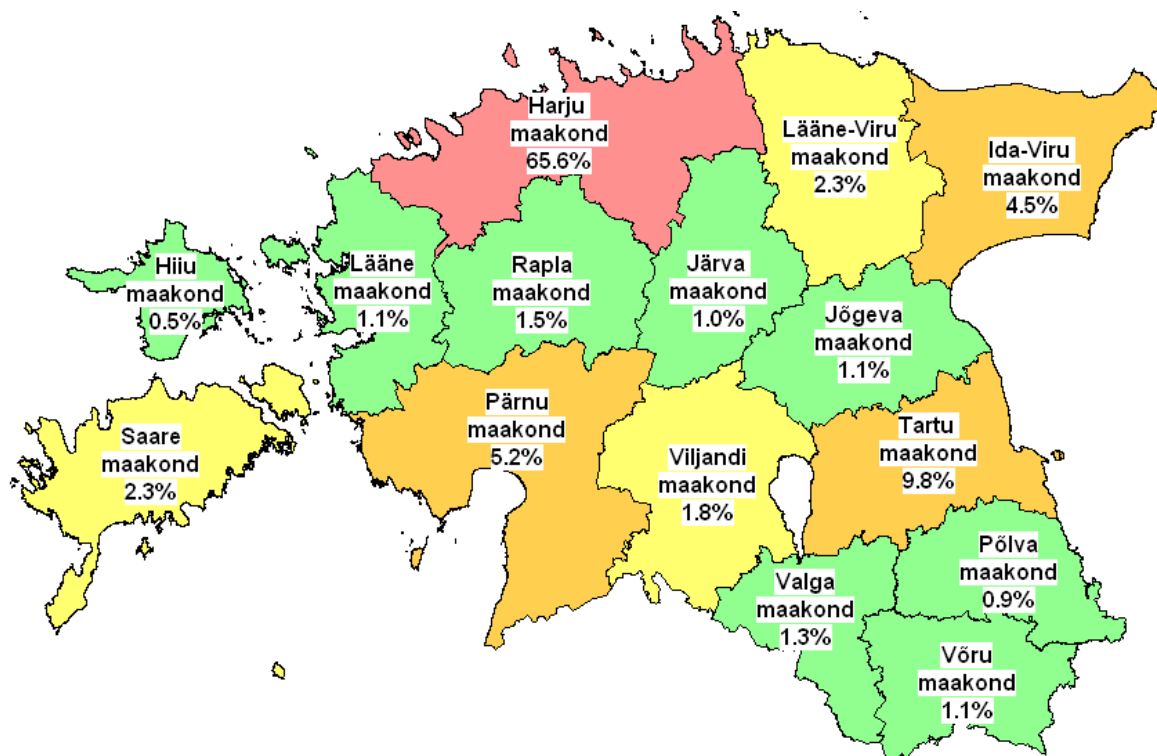 Harju
maakond
65.6%
Lääne-Viru
maakond
2.3%
Ida-Viru
maakond
4.5%
Hiiu
maakond
0.5%
Lääne
maakond
1.1%
Rapla
maakond
1.5%
Järva
maakond
1.0%
Jõgeva
maakond
1.1%
Saare
maakond
2.3%
Pärnu
maakond
5.2%
Viljandi
maakond
1.8%
Tartu
maakond
9.8%
Põlva
maakond
0.9%
Valga
maakond
1.3%
Võru
maakond
1.1%